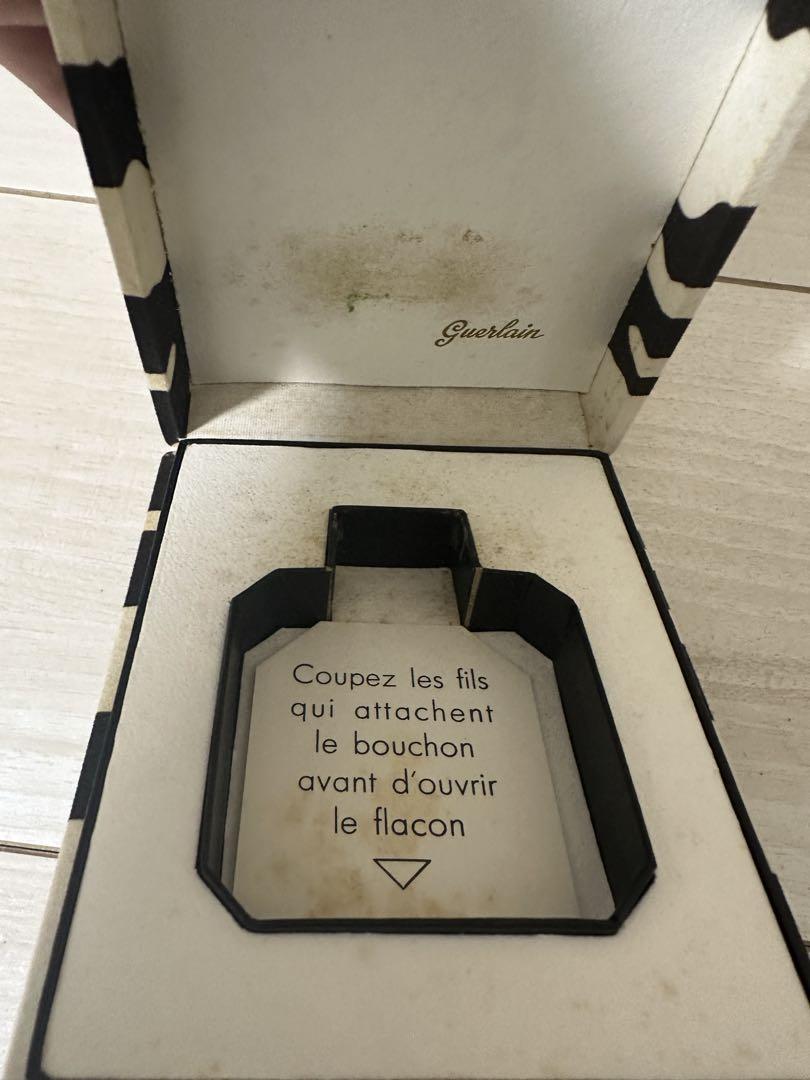 Guerlain
Coupez les fils
qui attachent
le bouchon
avant d'ouvrir
le flacon